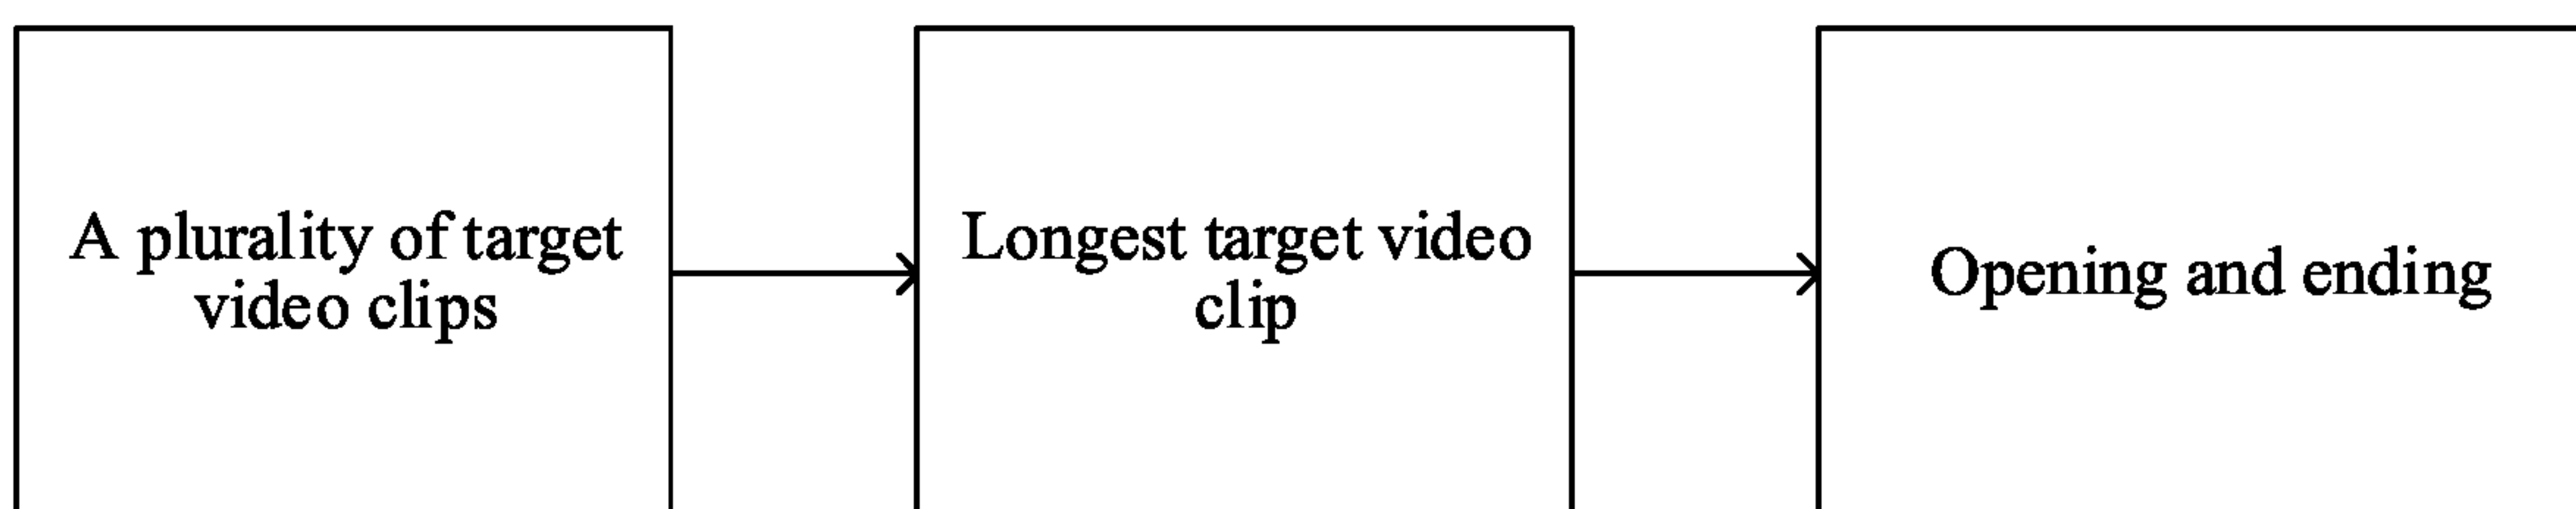 A plurality of target
video clips
Longest target video
clip
Opening and ending